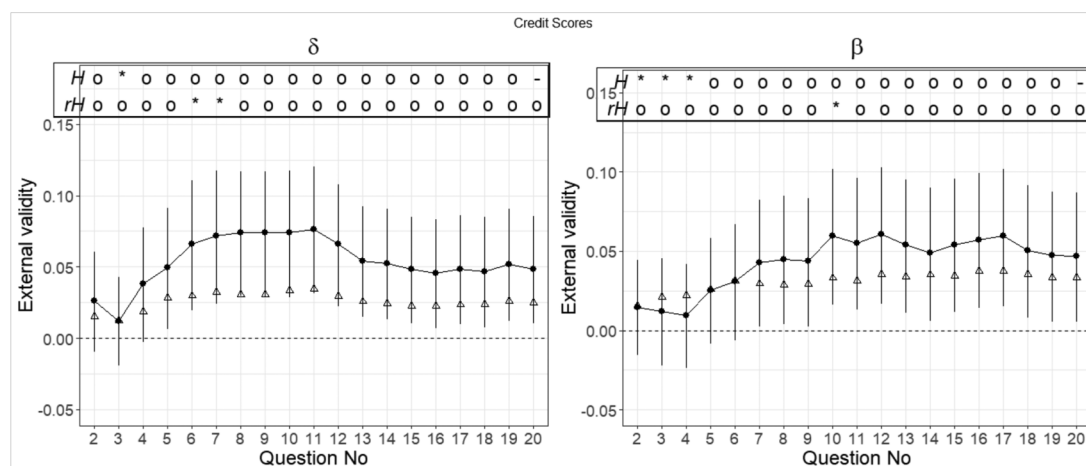 Credit Scores
δ
H o * o o o o o o o o o o o o o o o o -
rH o o o o * * o o o o o o o o o o o o o
0.15
0.10
0.05
0.00
-0.05
External validity
2 3 4 5 6 7 8 9 10 11 12 13 14 15 16 17 18 19 20
Question No
β
H * * * o o o o o o o o o o o o o o o -
0.15
rH o o o o o o o o * o o o o o o o o o o
0.10
0.05
0.00
-0.05
External validity
2 3 4 5 6 7 8 9 10 11 12 13 14 15 16 17 18 19 20
Question No